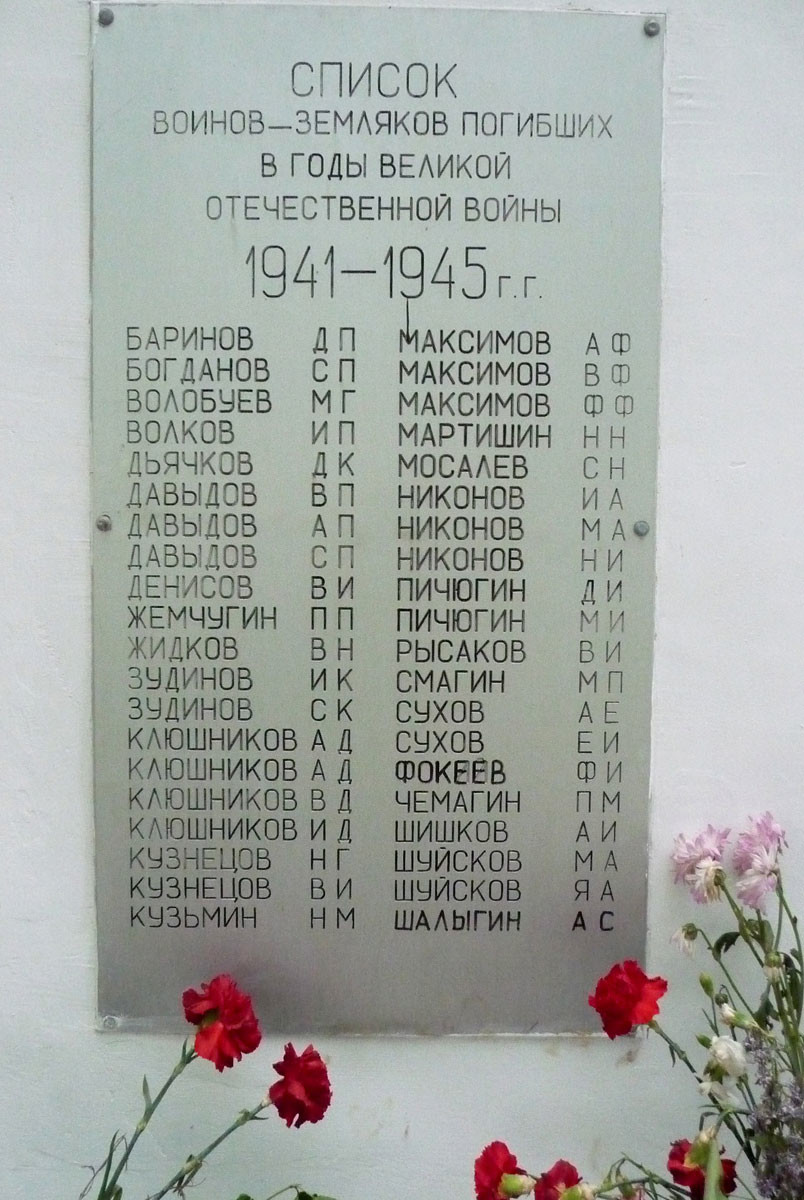 СПИСОК
ВОИНОВ—ЗЕМЛЯКОВ ПОГИБШИХ
В ГОДЫ ВЕЛИКОЙ
ОТЕЧЕСТВЕННОЙ ВОЙНЫ
1941—1945 г.г.
БАРИНОВ Д П
БОГДАНОВ С П
ВОЛОБУЕВ М Г
ВОЛКОВ И П
ДЬЯЧКОВ Д К
ДАВЫДОВ В П
ДАВЫДОВ А П
ДАВЫДОВ С П
ДЕНИСОВ В И
ЖЕМЧУГИН П П
ЖИДКОВ В Н
ЗУДИНОВ И К
ЗУДИНОВ С К
КЛЮШНИКОВ А Д
КЛЮШНИКОВ А Д
КЛЮШНИКОВ В Д
КЛЮШНИКОВ И Д
КУЗНЕЦОВ Н Г
КУЗНЕЦОВ В И
КУЗЬМИН Н М
МАКСИМОВ А Ф
МАКСИМОВ В Ф
МАКСИМОВ Ф Ф
МАРТИШИН Н Н
МОСАЛЕВ С Н
НИКОНОВ И А
НИКОНОВ М А
НИКОНОВ Н И
ПИЧЮГИН Д И
ПИЧЮГИН М И
РЫСАКОВ В И
СМАГИН М П
СУХОВ А Е
СУХОВ Е И
ФОКЕЕВ Ф И
ЧЕМАГИН П М
ШИШКОВ А И
ШУЙСКОВ М А
ШУЙСКОВ Я А
ШАЛЫГИН А С